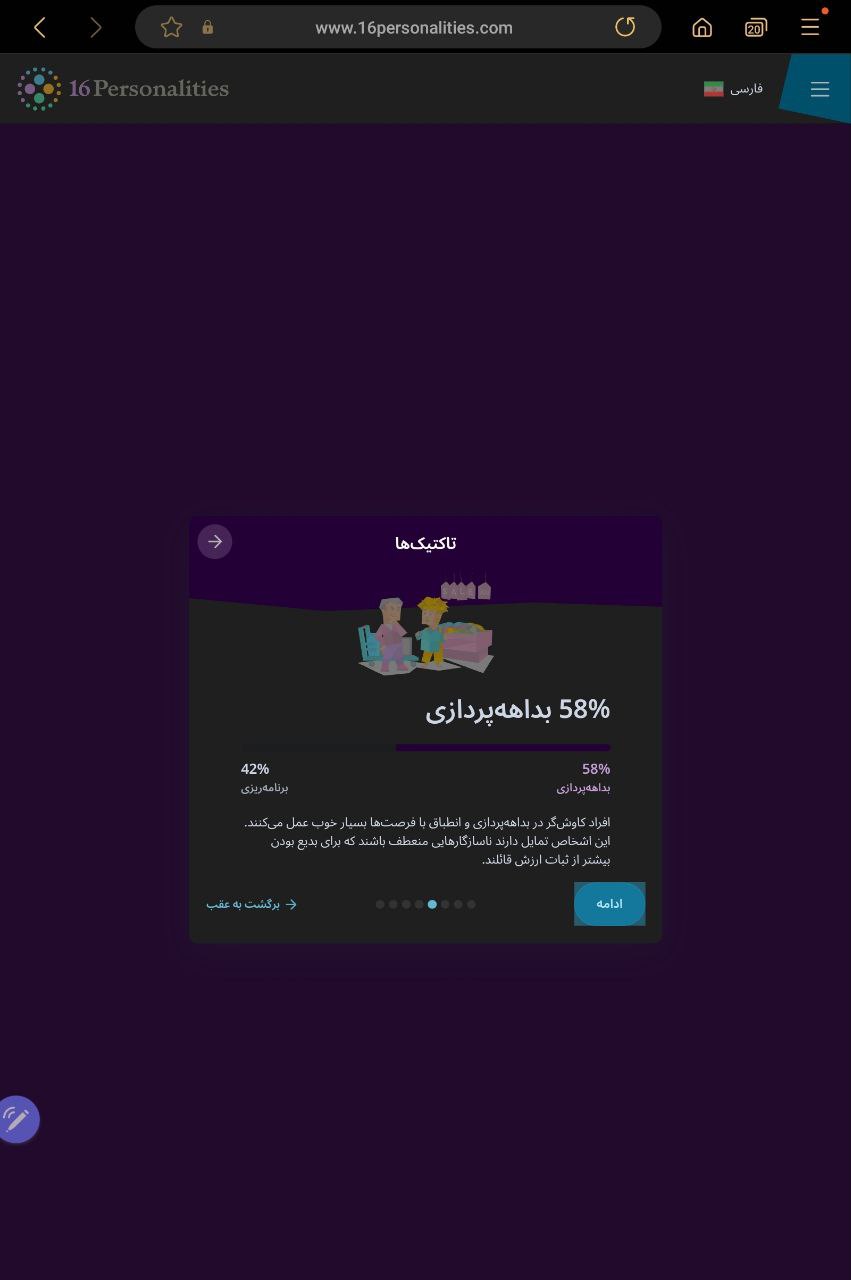 www.16personalities.com
20
16Personalities
فارسی
تاکتیک‌ها
58% بداهه‌پردازی
58%
42%
بداهه‌پردازی
برنامه‌ریزی
افراد کاوش‌گر در بداهه‌پردازی و انطباق با فرصت‌ها بسیار خوب عمل می‌کنند.
این اشخاص تمایل دارند ناسازگارهایی منعطف باشند که برای بدیع بودن
بیشتر از ثبات ارزش قائلند.
ادامه
برگشت به عقب